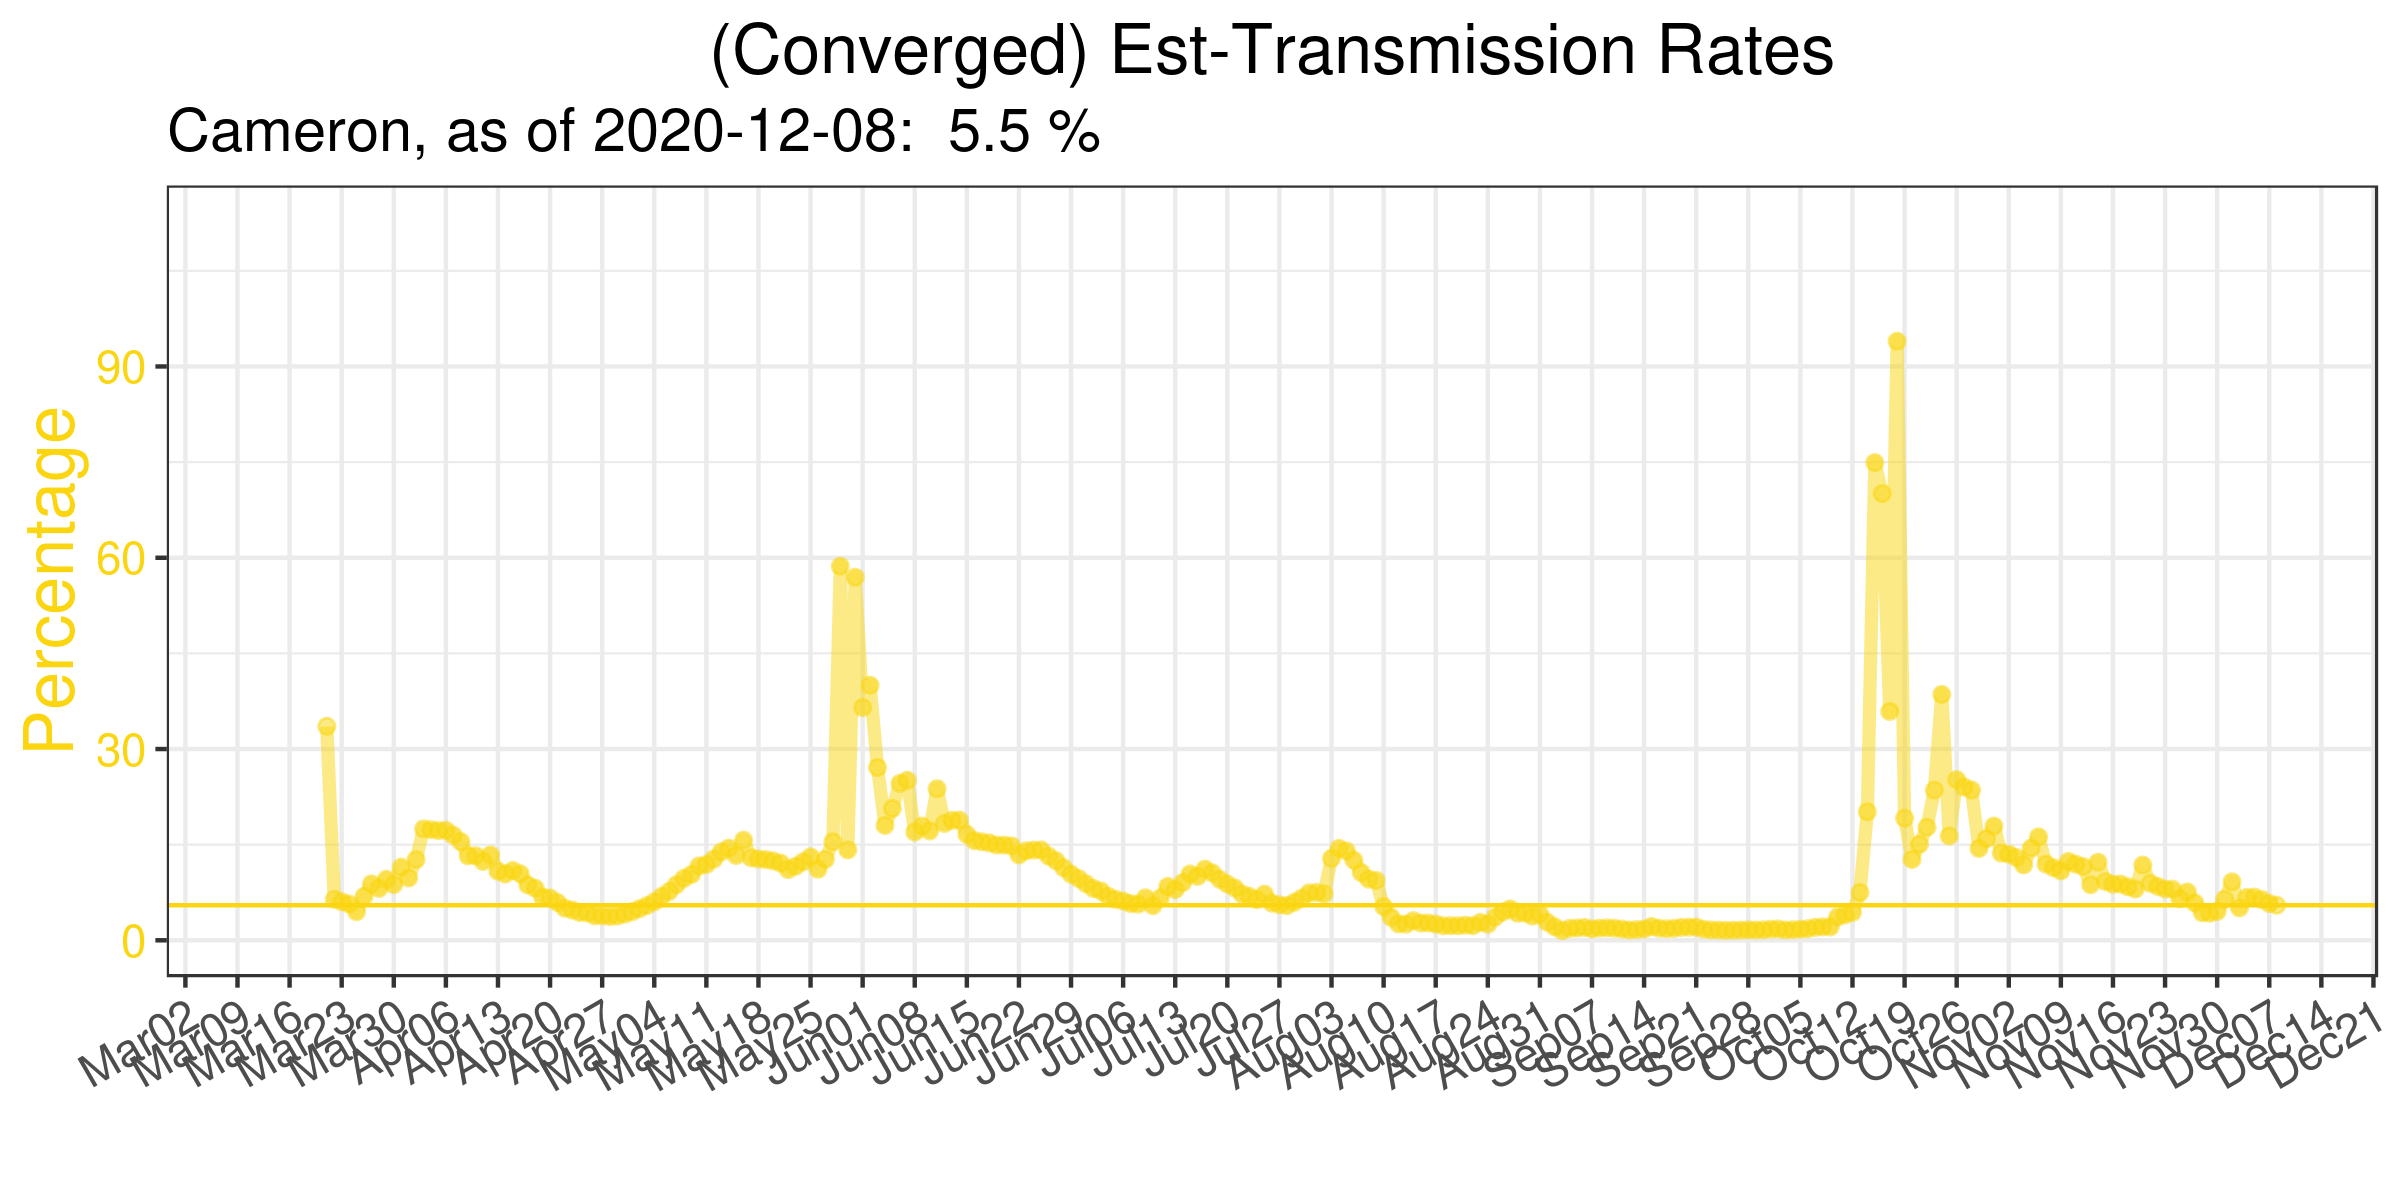 (Converged) Est-Transmission Rates
Cameron, as of 2020-12-08:  5.5 %
Percentage
90
60
30
0
Mar02 Mar09 Mar16 Mar23 Mar30 Apr06 Apr13 Apr20 Apr27 May04 May11 May18 May25 Jun01 Jun08 Jun15 Jun22 Jun29 Jul06 Jul13 Jul20 Jul27 Aug03 Aug10 Aug17 Aug24 Aug31 Sep07 Sep14 Sep21 Sep28 Oct05 Oct12 Oct19 Oct26 Nov02 Nov09 Nov16 Nov23 Nov30 Dec07 Dec14 Dec21